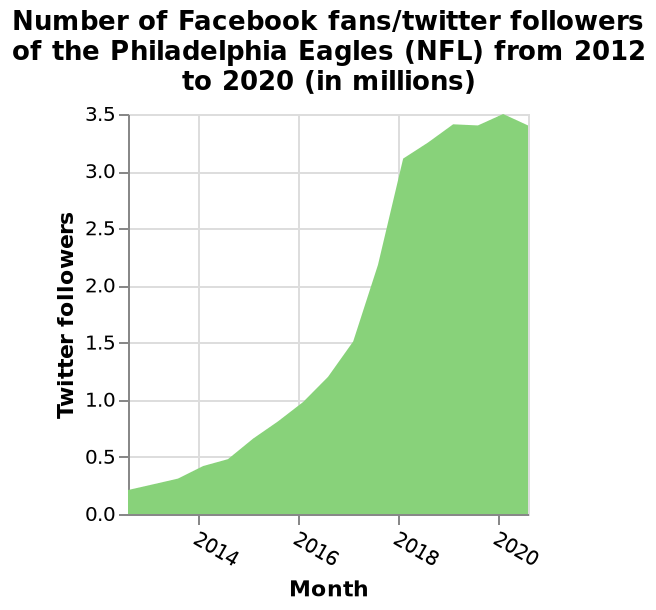 Number of Facebook fans/twitter followers
of the Philadelphia Eagles (NFL) from 2012
to 2020 (in millions)
3.5
3.0
2.5
2.0
1.5
1.0
0.5
0.0
Twitter followers
2014
2016
2018
2020
Month